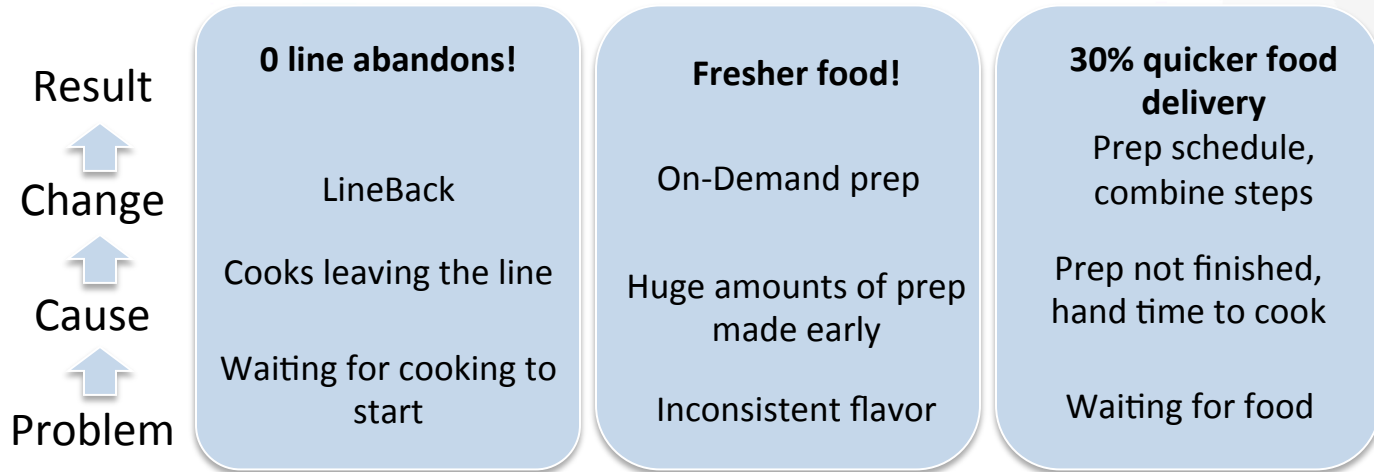 Result
Change
Cause
Problem
0 line abandons!
LineBack
Cooks leaving the line
Waiting for cooking to
start
Fresher food!
On-Demand prep
Huge amounts of prep
made early
Inconsistent flavor
30% quicker food
delivery
Prep schedule,
combine steps
Prep not finished,
hand time to cook
Waiting for food